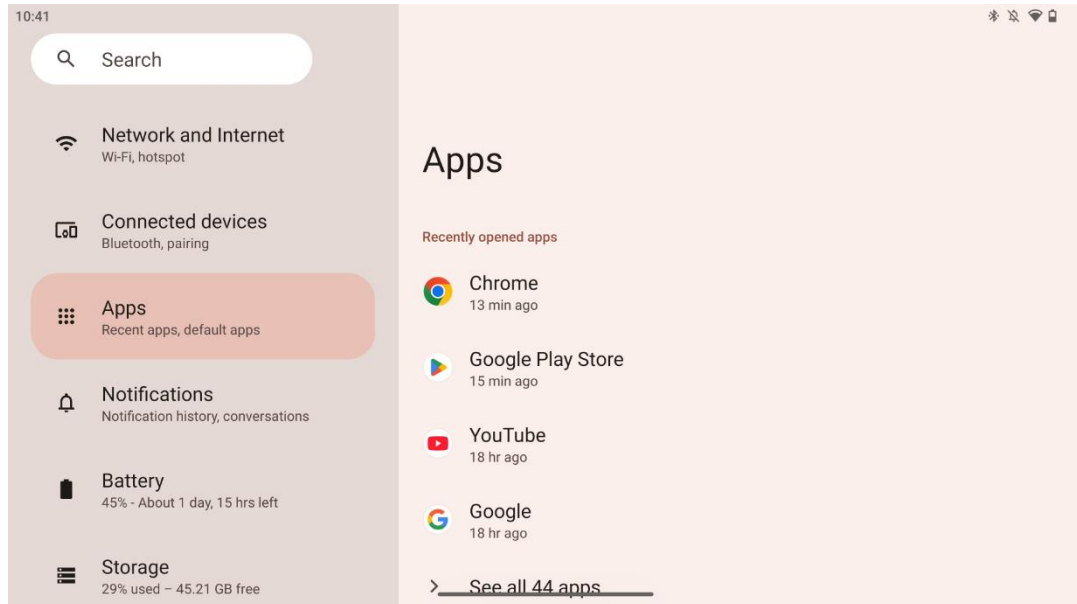 10:41
Search
Network and Internet
Wi-Fi, hotspot
Connected devices
Bluetooth, pairing
Apps
Recent apps, default apps
Notifications
Notification history, conversations
Battery
45% - About 1 day, 15 hrs left
Storage
29% used – 45.21 GB free
Apps
Recently opened apps
Chrome
13 min ago
Google Play Store
15 min ago
YouTube
18 hr ago
Google
18 hr ago
See all 44 apps